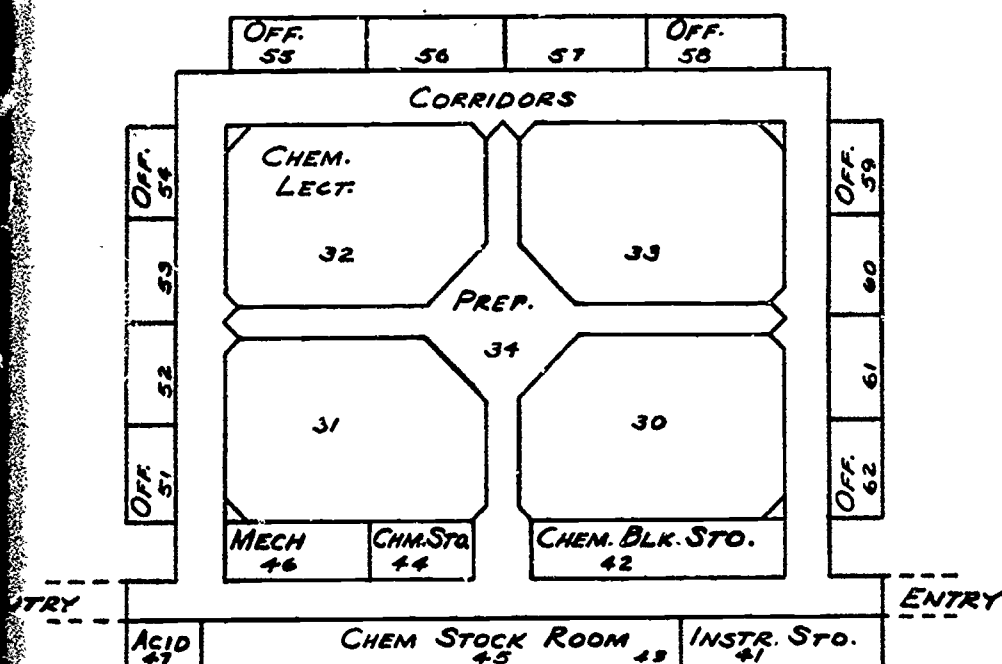 OFF. OFF.
55 56 57 58
CORRIDORS
OFF. 54
CHEM.
LECT.
OFF. 59
32 33
53
60
PREP.
34
52
61
31 30
OFF. 51
OFF. 62
MECH CHM.STO. CHEM. BLK. STO.
46 44 42
ENTRY
ACID CHEM STOCK ROOM INSTR. STO.
47 45 43 41